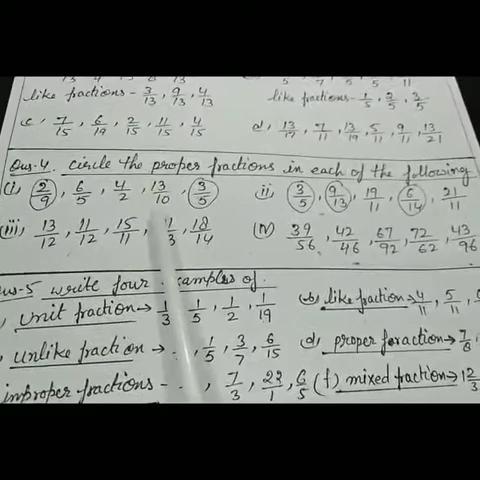 like fractions - 3/13, 9/13, 4/13
like fractions - 1/5, 2/5, 3/5
c, 7/15, 6/19, 2/15, 11/15, 4/15
d, 13/17, 7/11, 13/19, 5/11, 9/11, 13/21
Qus-4. Circle the proper fractions in each of the following
(i) 2/9, 6/5, 4/2, 13/10, 3/5
ii) 3/5, 9/13, 19/11, 6/14, 21/11
(iii) 13/12, 11/12, 15/11, 1/3, 18/14
(iv) 39/56, 42/46, 67/92, 72/62, 43/96
Qus-5 write four examples of.
unit fraction → 1/3, 1/5, 1/2, 1/19
(b) like fraction → 4/11, 5/11,
unlike fraction → , 1/5, 3/7, 6/15
(d) proper fraction → 7/8,
improper fractions - , 7/3, 22/1, 6/5
(f) mixed fraction → 1 2/3